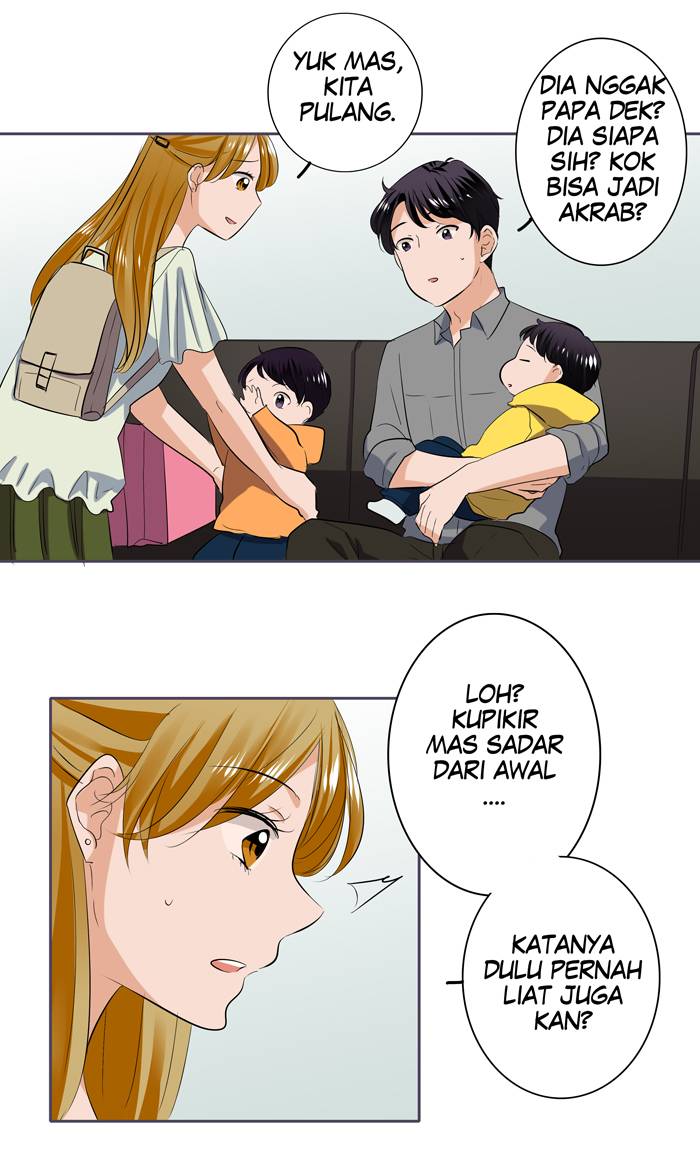 YUK MAS,
KITA
PULANG.
DIA NGGAK
PAPA DEK?
DIA SIAPA
SIH? KOK
BISA JADI
AKRAB?
LOH?
KUPIKIR
MAS SADAR
DARI AWAL
....
KATANYA
DULU PERNAH
LIAT JUGA
KAN?